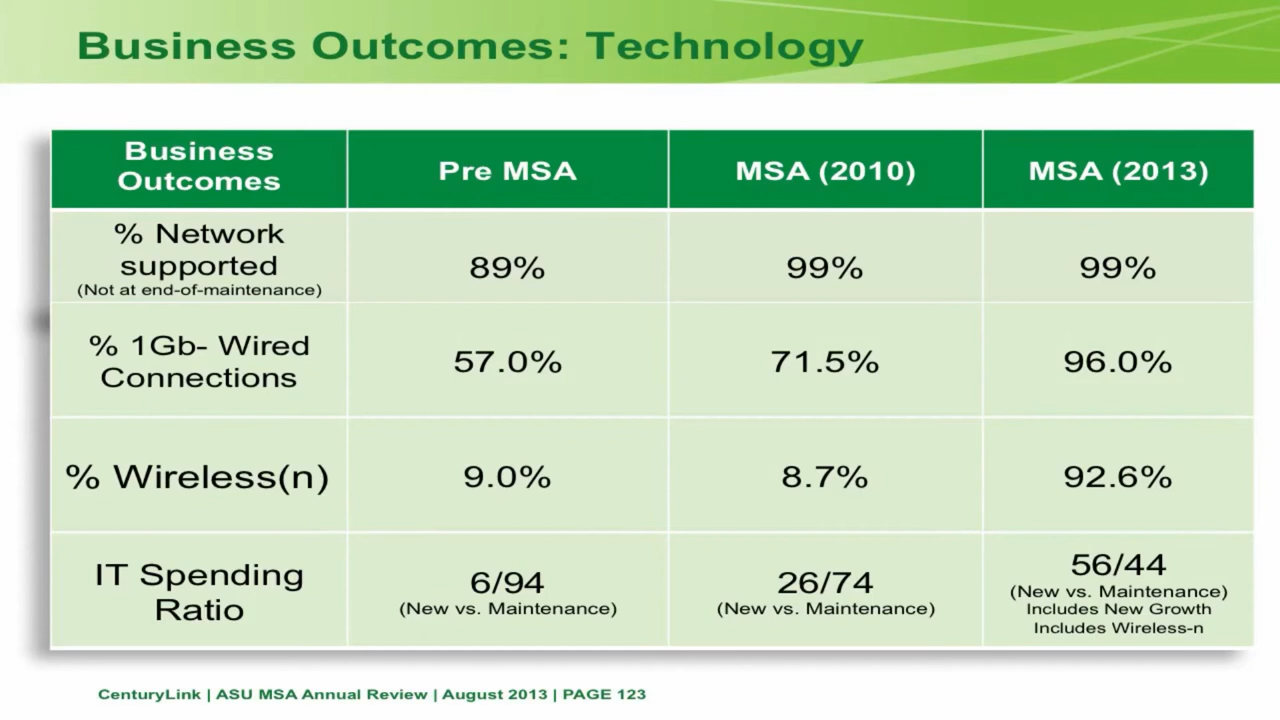 Business Outcomes: Technology
Business
Outcomes
Pre MSA
MSA (2010)
MSA (2013)
% Network
supported
(Not at end-of-maintenance)
89%
99%
99%
% 1Gb- Wired
Connections
57.0%
71.5%
96.0%
% Wireless(n)
9.0%
8.7%
92.6%
IT Spending
Ratio
6/94
(New vs. Maintenance)
26/74
(New vs. Maintenance)
56/44
(New vs. Maintenance)
Includes New Growth
Includes Wireless-n
CenturyLink | ASU MSA Annual Review | August 2013 | PAGE 123